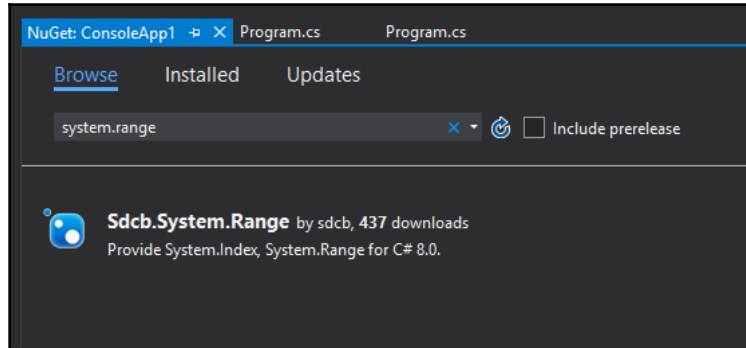 NuGet: ConsoleApp1 Program.cs Program.cs
Browse Installed Updates
system.range Include prerelease
Sdcb.System.Range by sdcb, 437 downloads
Provide System.Index, System.Range for C# 8.0.